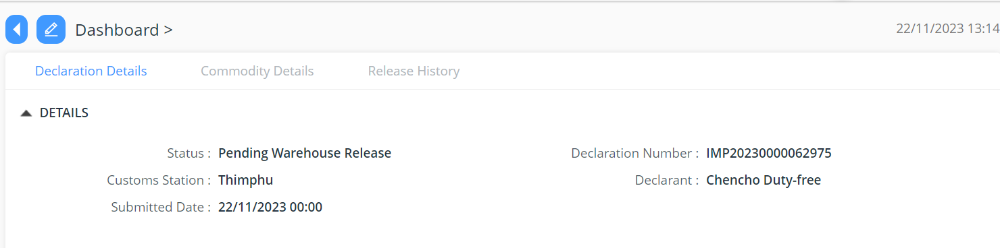 Dashboard >
22/11/2023 13:14
Declaration Details
Commodity Details
Release History
DETAILS
Status : Pending Warehouse Release
Declaration Number : IMP20230000062975
Customs Station : Thimphu
Declarant : Chencho Duty-free
Submitted Date : 22/11/2023 00:00